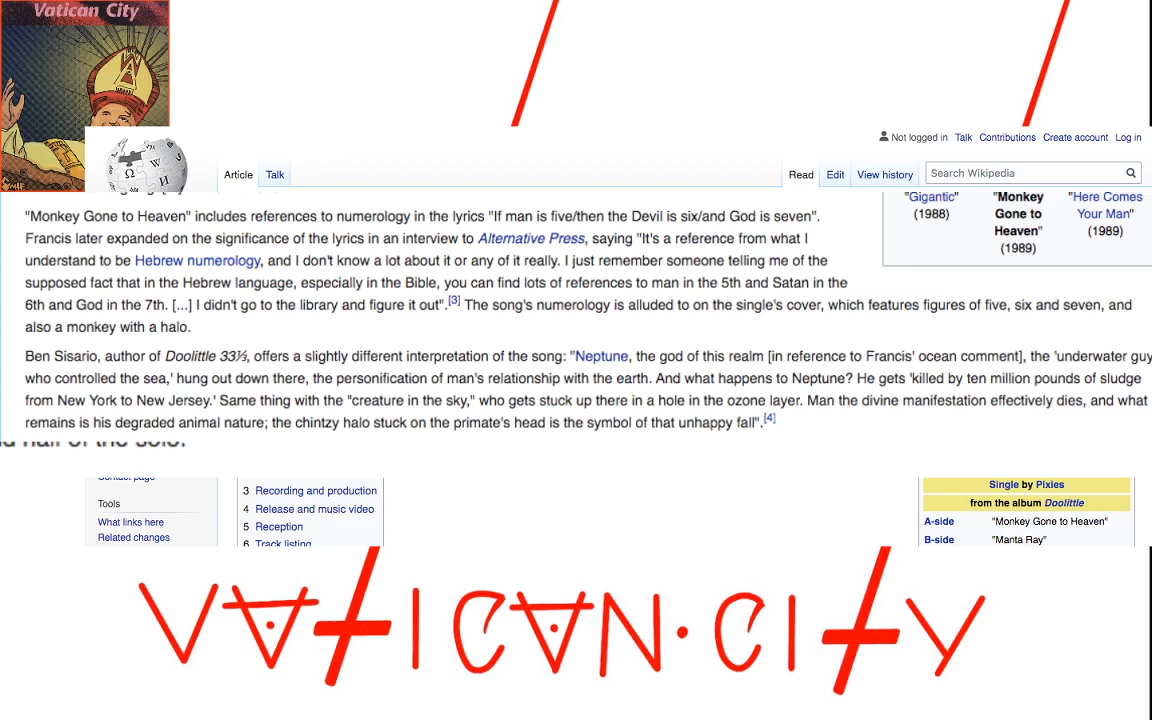 Vatican City
Not logged in Talk Contributions Create account Log in
Article Talk Read Edit View history Search Wikipedia
"Gigantic" (1988)
"Monkey Gone to Heaven" (1989)
"Here Comes Your Man" (1989)
"Monkey Gone to Heaven" includes references to numerology in the lyrics "If man is five/then the Devil is six/and God is seven".
Francis later expanded on the significance of the lyrics in an interview to Alternative Press, saying "It's a reference from what I
understand to be Hebrew numerology, and I don't know a lot about it or any of it really. I just remember someone telling me of the
supposed fact that in the Hebrew language, especially in the Bible, you can find lots of references to man in the 5th and Satan in the
6th and God in the 7th. [...] I didn't go to the library and figure it out".[3] The song's numerology is alluded to on the single's cover, which features figures of five, six and seven, and
also a monkey with a halo.
Ben Sisario, author of Doolittle 33⅓, offers a slightly different interpretation of the song: "Neptune, the god of this realm [in reference to Francis' ocean comment], the 'underwater guy
who controlled the sea,' hung out down there, the personification of man's relationship with the earth. And what happens to Neptune? He gets 'killed by ten million pounds of sludge
from New York to New Jersey.' Same thing with the "creature in the sky," who gets stuck up there in a hole in the ozone layer. Man the divine manifestation effectively dies, and what
remains is his degraded animal nature; the chintzy halo stuck on the primate's head is the symbol of that unhappy fall".[4]
half of the solo.
Contact page
Tools
What links here
Related changes
3 Recording and production
4 Release and music video
5 Reception
6 Track listing
Single by Pixies
from the album Doolittle
A-side "Monkey Gone to Heaven"
B-side "Manta Ray"
VATICAN·CITY